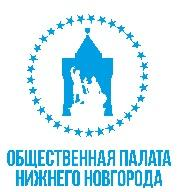 ОБЩЕСТВЕННАЯ ПАЛАТА
НИЖНЕГО НОВГОРОДА